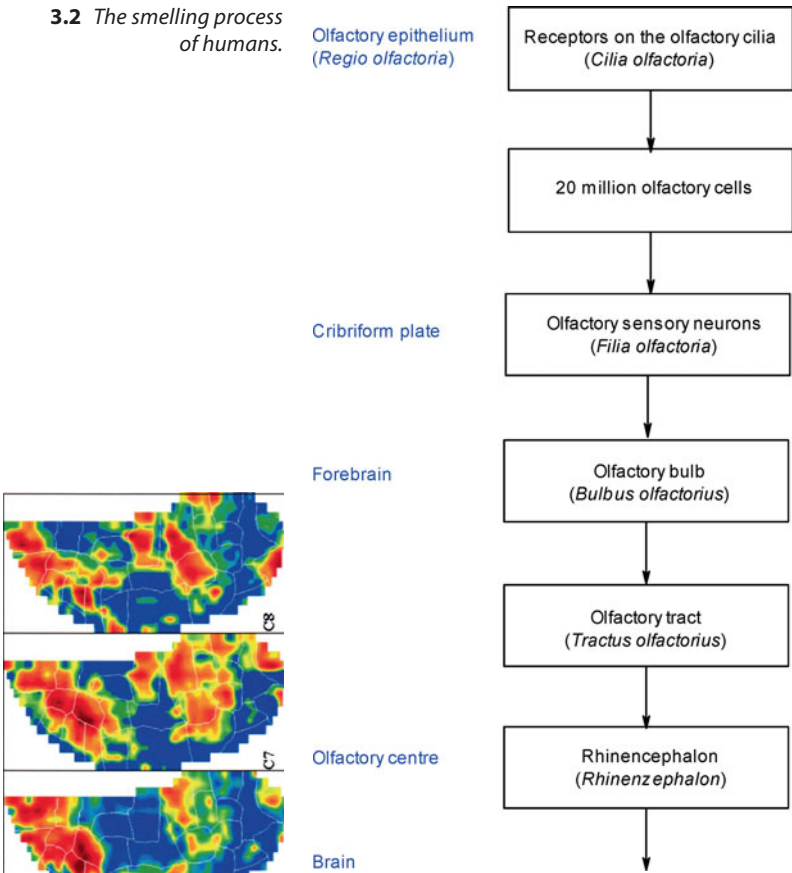 3.2 The smelling process
of humans.
Olfactory epithelium
(Regio olfactoria)
Receptors on the olfactory cilia
(Cilia olfactoria)
20 million olfactory cells
Cribriform plate
Olfactory sensory neurons
(Filia olfactoria)
Forebrain
Olfactory bulb
(Bulbus olfactorius)
Olfactory tract
(Tractus olfactorius)
Olfactory centre
Rhinencephalon
(Rhinenzephalon)
Brain
C8
C7